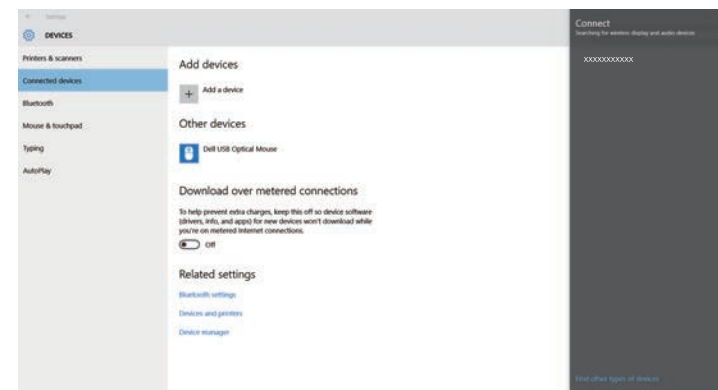 Settings
DEVICES
Printers & scanners
Connected devices
Bluetooth
Mouse & touchpad
Typing
AutoPlay
Add devices
Add a device
Other devices
Dell USB Optical Mouse
Download over metered connections
To help prevent extra charges, keep this off so device software
(drivers, info, and apps) for new devices won't download while
you're on metered Internet connections.
Off
Related settings
Bluetooth settings
Devices and printers
Device manager
Connect
Searching for wireless display and audio devices
xxxxxxxxxxx
Find other types of devices